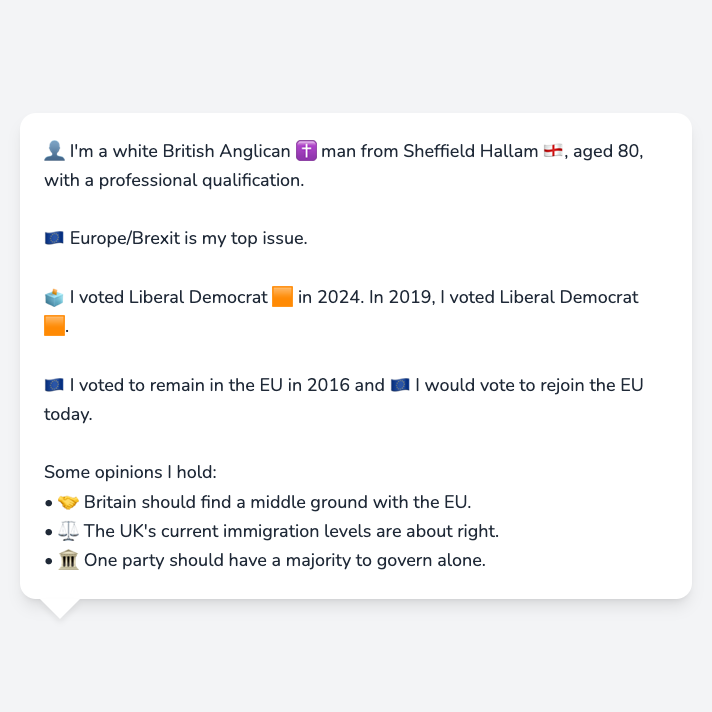 👤 I'm a white British Anglican ✝️ man from Sheffield Hallam 🏴󠁧󠁢󠁥󠁮󠁧󠁿, aged 80,
with a professional qualification.
🇪🇺 Europe/Brexit is my top issue.
🗳️ I voted Liberal Democrat 🟧 in 2024. In 2019, I voted Liberal Democrat
🟧.
🇪🇺 I voted to remain in the EU in 2016 and 🇪🇺 I would vote to rejoin the EU
today.
Some opinions I hold:
• 🤝 Britain should find a middle ground with the EU.
• ⚖️ The UK's current immigration levels are about right.
• 🏛️ One party should have a majority to govern alone.